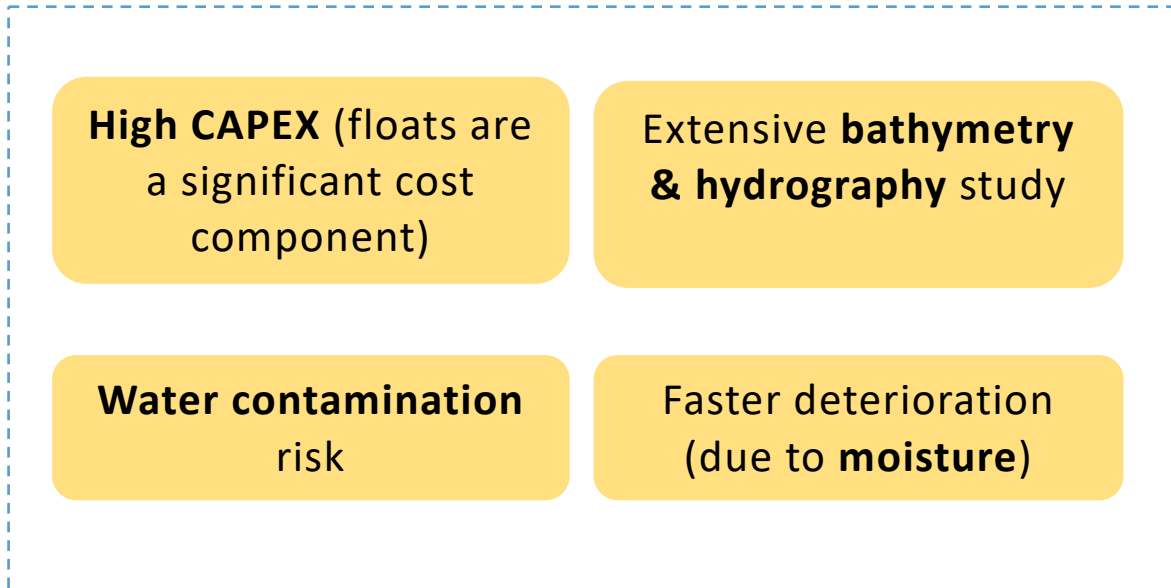 High CAPEX (floats are
a significant cost
component)
Extensive bathymetry
& hydrography study
Water contamination
risk
Faster deterioration
(due to moisture)